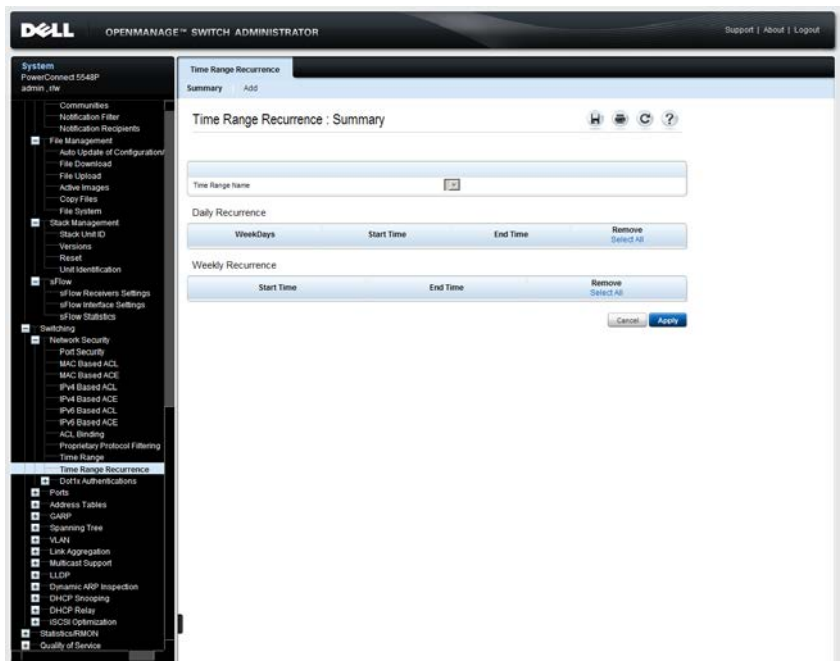 DELL
OPENMANAGE™ SWITCH ADMINISTRATOR
Support | About | Logout
System
PowerConnect 5548P
admin , r/w
Communities
Notification Filter
Notification Recipients
File Management
Auto Update of Configuration/
File Download
File Upload
Active Images
Copy Files
File System
Stack Management
Stack Unit ID
Versions
Reset
Unit Identification
sFlow
sFlow Receivers Settings
sFlow Interface Settings
sFlow Statistics
Switching
Network Security
Port Security
MAC Based ACL
MAC Based ACE
IPv4 Based ACL
IPv4 Based ACE
IPv6 Based ACL
IPv6 Based ACE
ACL Binding
Proprietary Protocol Filtering
Time Range
Time Range Recurrence
Dot1x Authentications
Ports
Address Tables
GARP
Spanning Tree
VLAN
Link Aggregation
Multicast Support
LLDP
Dynamic ARP Inspection
DHCP Snooping
DHCP Relay
iSCSI Optimization
Statistics/RMON
Quality of Service
Time Range Recurrence
Summary Add
Time Range Recurrence : Summary
?
Time Range Name
Daily Recurrence
WeekDays Start Time End Time Remove
Select All
Weekly Recurrence
Start Time End Time Remove
Select All
Cancel Apply